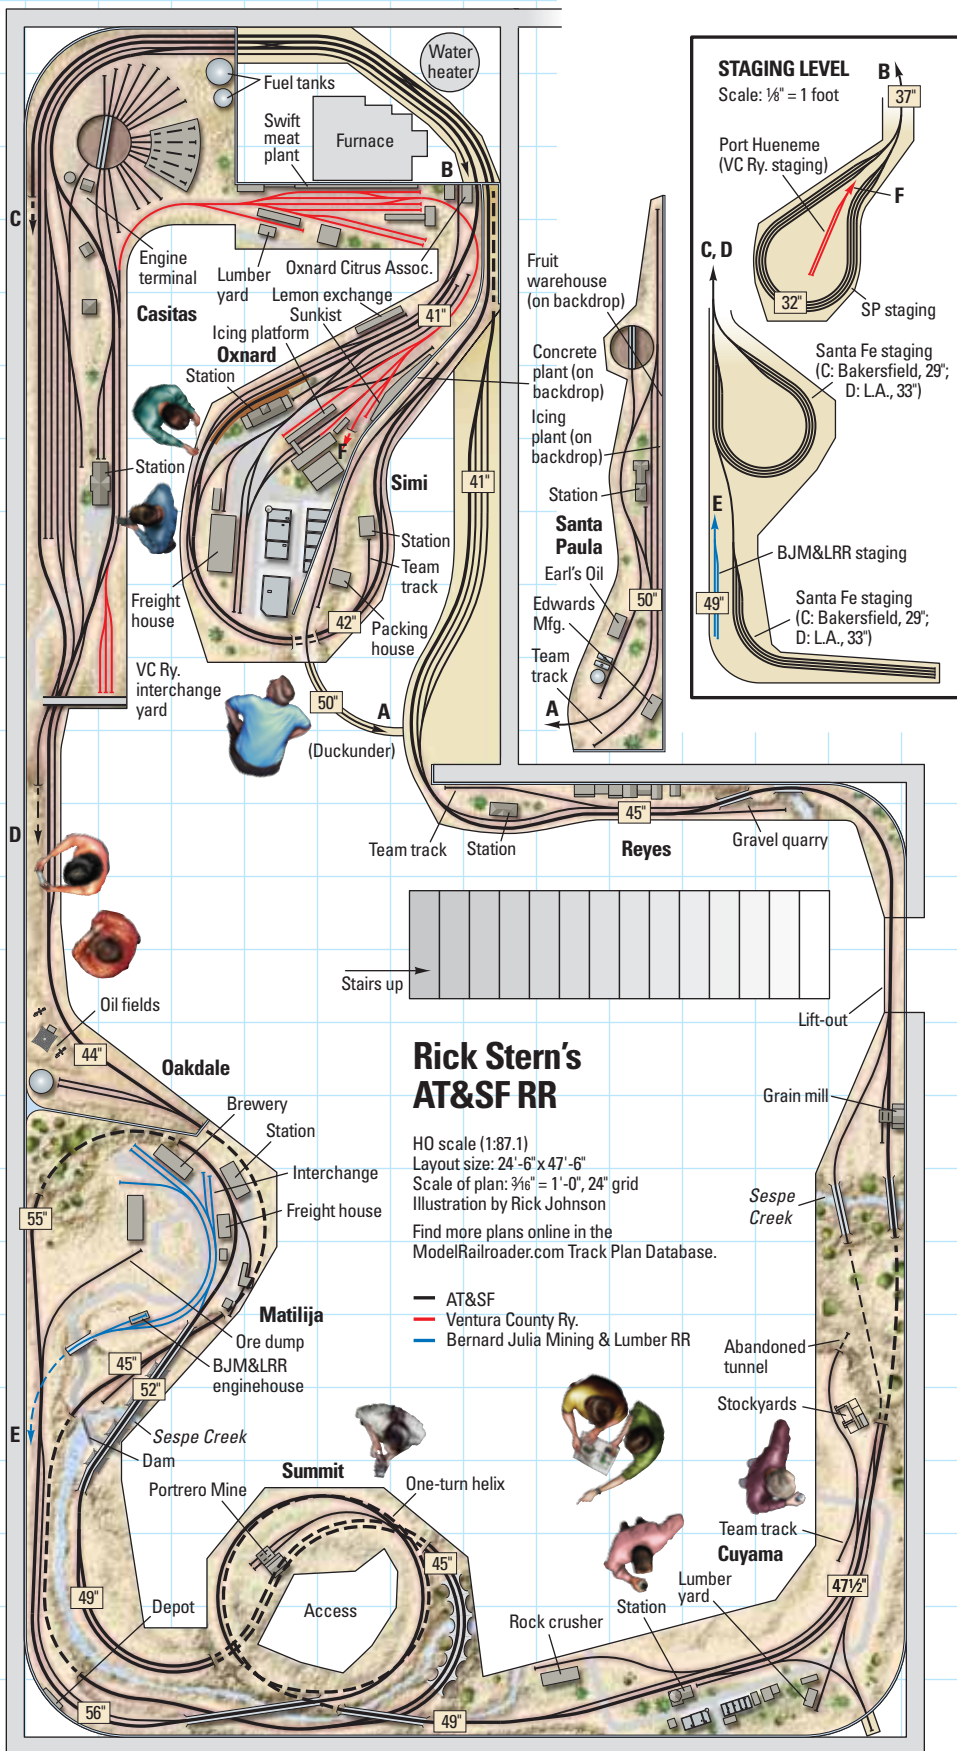 Water
heater
Fuel tanks
Swift
meat
plant
Furnace
B
C
Engine
terminal
Lumber
yard
Oxnard Citrus Assoc.
Casitas
Lemon exchange
Sunkist
41"
Icing platform
Oxnard
Station
F
Station
Simi
41"
Station
Team
track
Freight
house
42"
Packing
house
VC Ry.
interchange
yard
50"
A
(Duckunder)
Fruit
warehouse
(on backdrop)
Concrete
plant (on
backdrop)
Icing
plant (on
backdrop)
Station
Santa
Paula
Earl's Oil
50"
Edwards
Mfg.
Team
track
A
STAGING LEVEL
Scale: ⅛" = 1 foot
B
37"
Port Hueneme
(VC Ry. staging)
F
C, D
32"
SP staging
Santa Fe staging
(C: Bakersfield, 29";
D: L.A., 33")
E
BJM&LRR staging
49"
Santa Fe staging
(C: Bakersfield, 29";
D: L.A., 33")
D
45"
Team track
Station
Reyes
Gravel quarry
Stairs up
Lift-out
Oil fields
44"
Oakdale
Rick Stern's
AT&SF RR
HO scale (1:87.1)
Layout size: 24'-6" x 47'-6"
Scale of plan: 3⁄16" = 1'-0", 24" grid
Illustration by Rick Johnson
Find more plans online in the
ModelRailroader.com Track Plan Database.
AT&SF
Ventura County Ry.
Bernard Julia Mining & Lumber RR
Grain mill
Brewery
Station
Interchange
Freight house
55"
Sespe
Creek
Matilija
Ore dump
45"
BJM&LRR
enginehouse
52"
Abandoned
tunnel
Stockyards
E
Sespe Creek
Dam
Summit
Portrero Mine
One-turn helix
Team track
Cuyama
45"
47½"
49"
Depot
Access
Lumber
yard
Station
Rock crusher
56"
49"